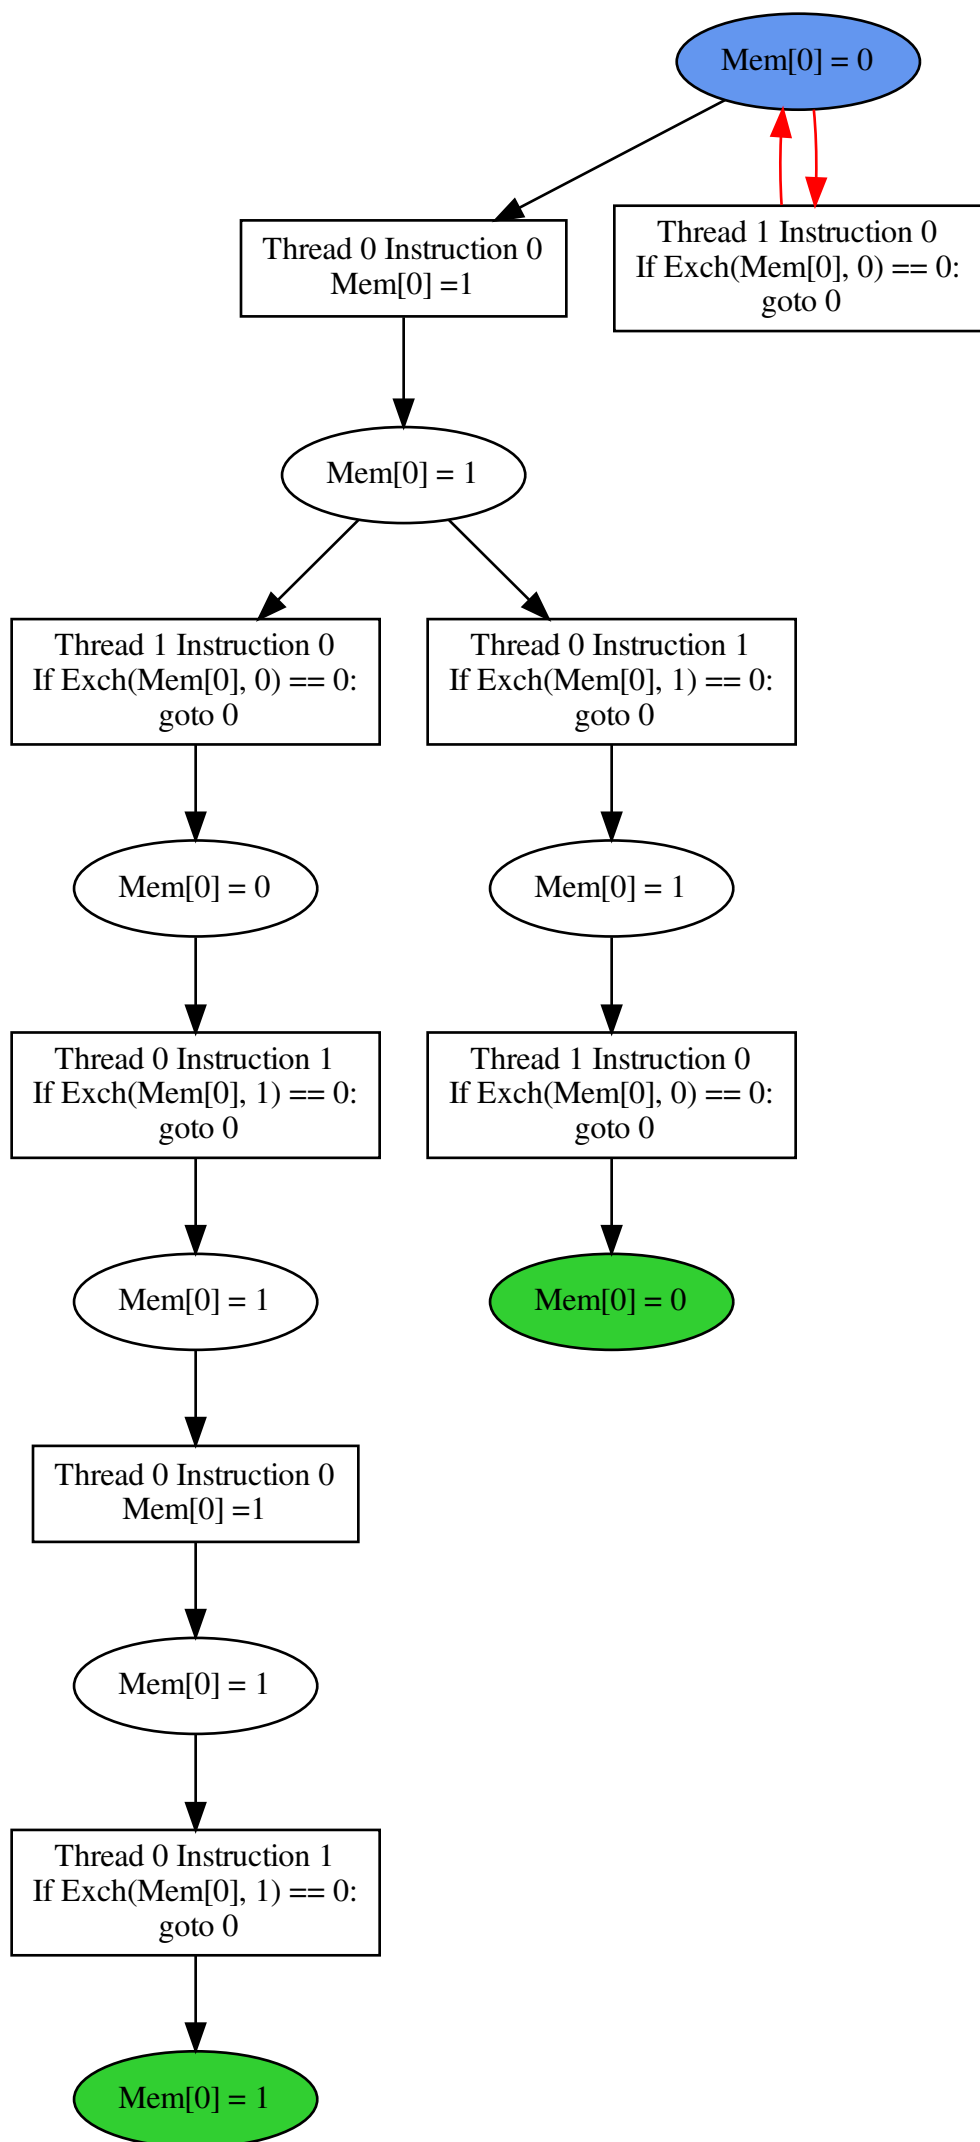 Mem[0] = 0
Thread 0 Instruction 0
Mem[0] =1
Thread 1 Instruction 0
If Exch(Mem[0], 0) == 0:
goto 0
Mem[0] = 1
Thread 1 Instruction 0
If Exch(Mem[0], 0) == 0:
goto 0
Thread 0 Instruction 1
If Exch(Mem[0], 1) == 0:
goto 0
Mem[0] = 0
Mem[0] = 1
Thread 0 Instruction 1
If Exch(Mem[0], 1) == 0:
goto 0
Thread 1 Instruction 0
If Exch(Mem[0], 0) == 0:
goto 0
Mem[0] = 1
Mem[0] = 0
Thread 0 Instruction 0
Mem[0] =1
Mem[0] = 1
Thread 0 Instruction 1
If Exch(Mem[0], 1) == 0:
goto 0
Mem[0] = 1